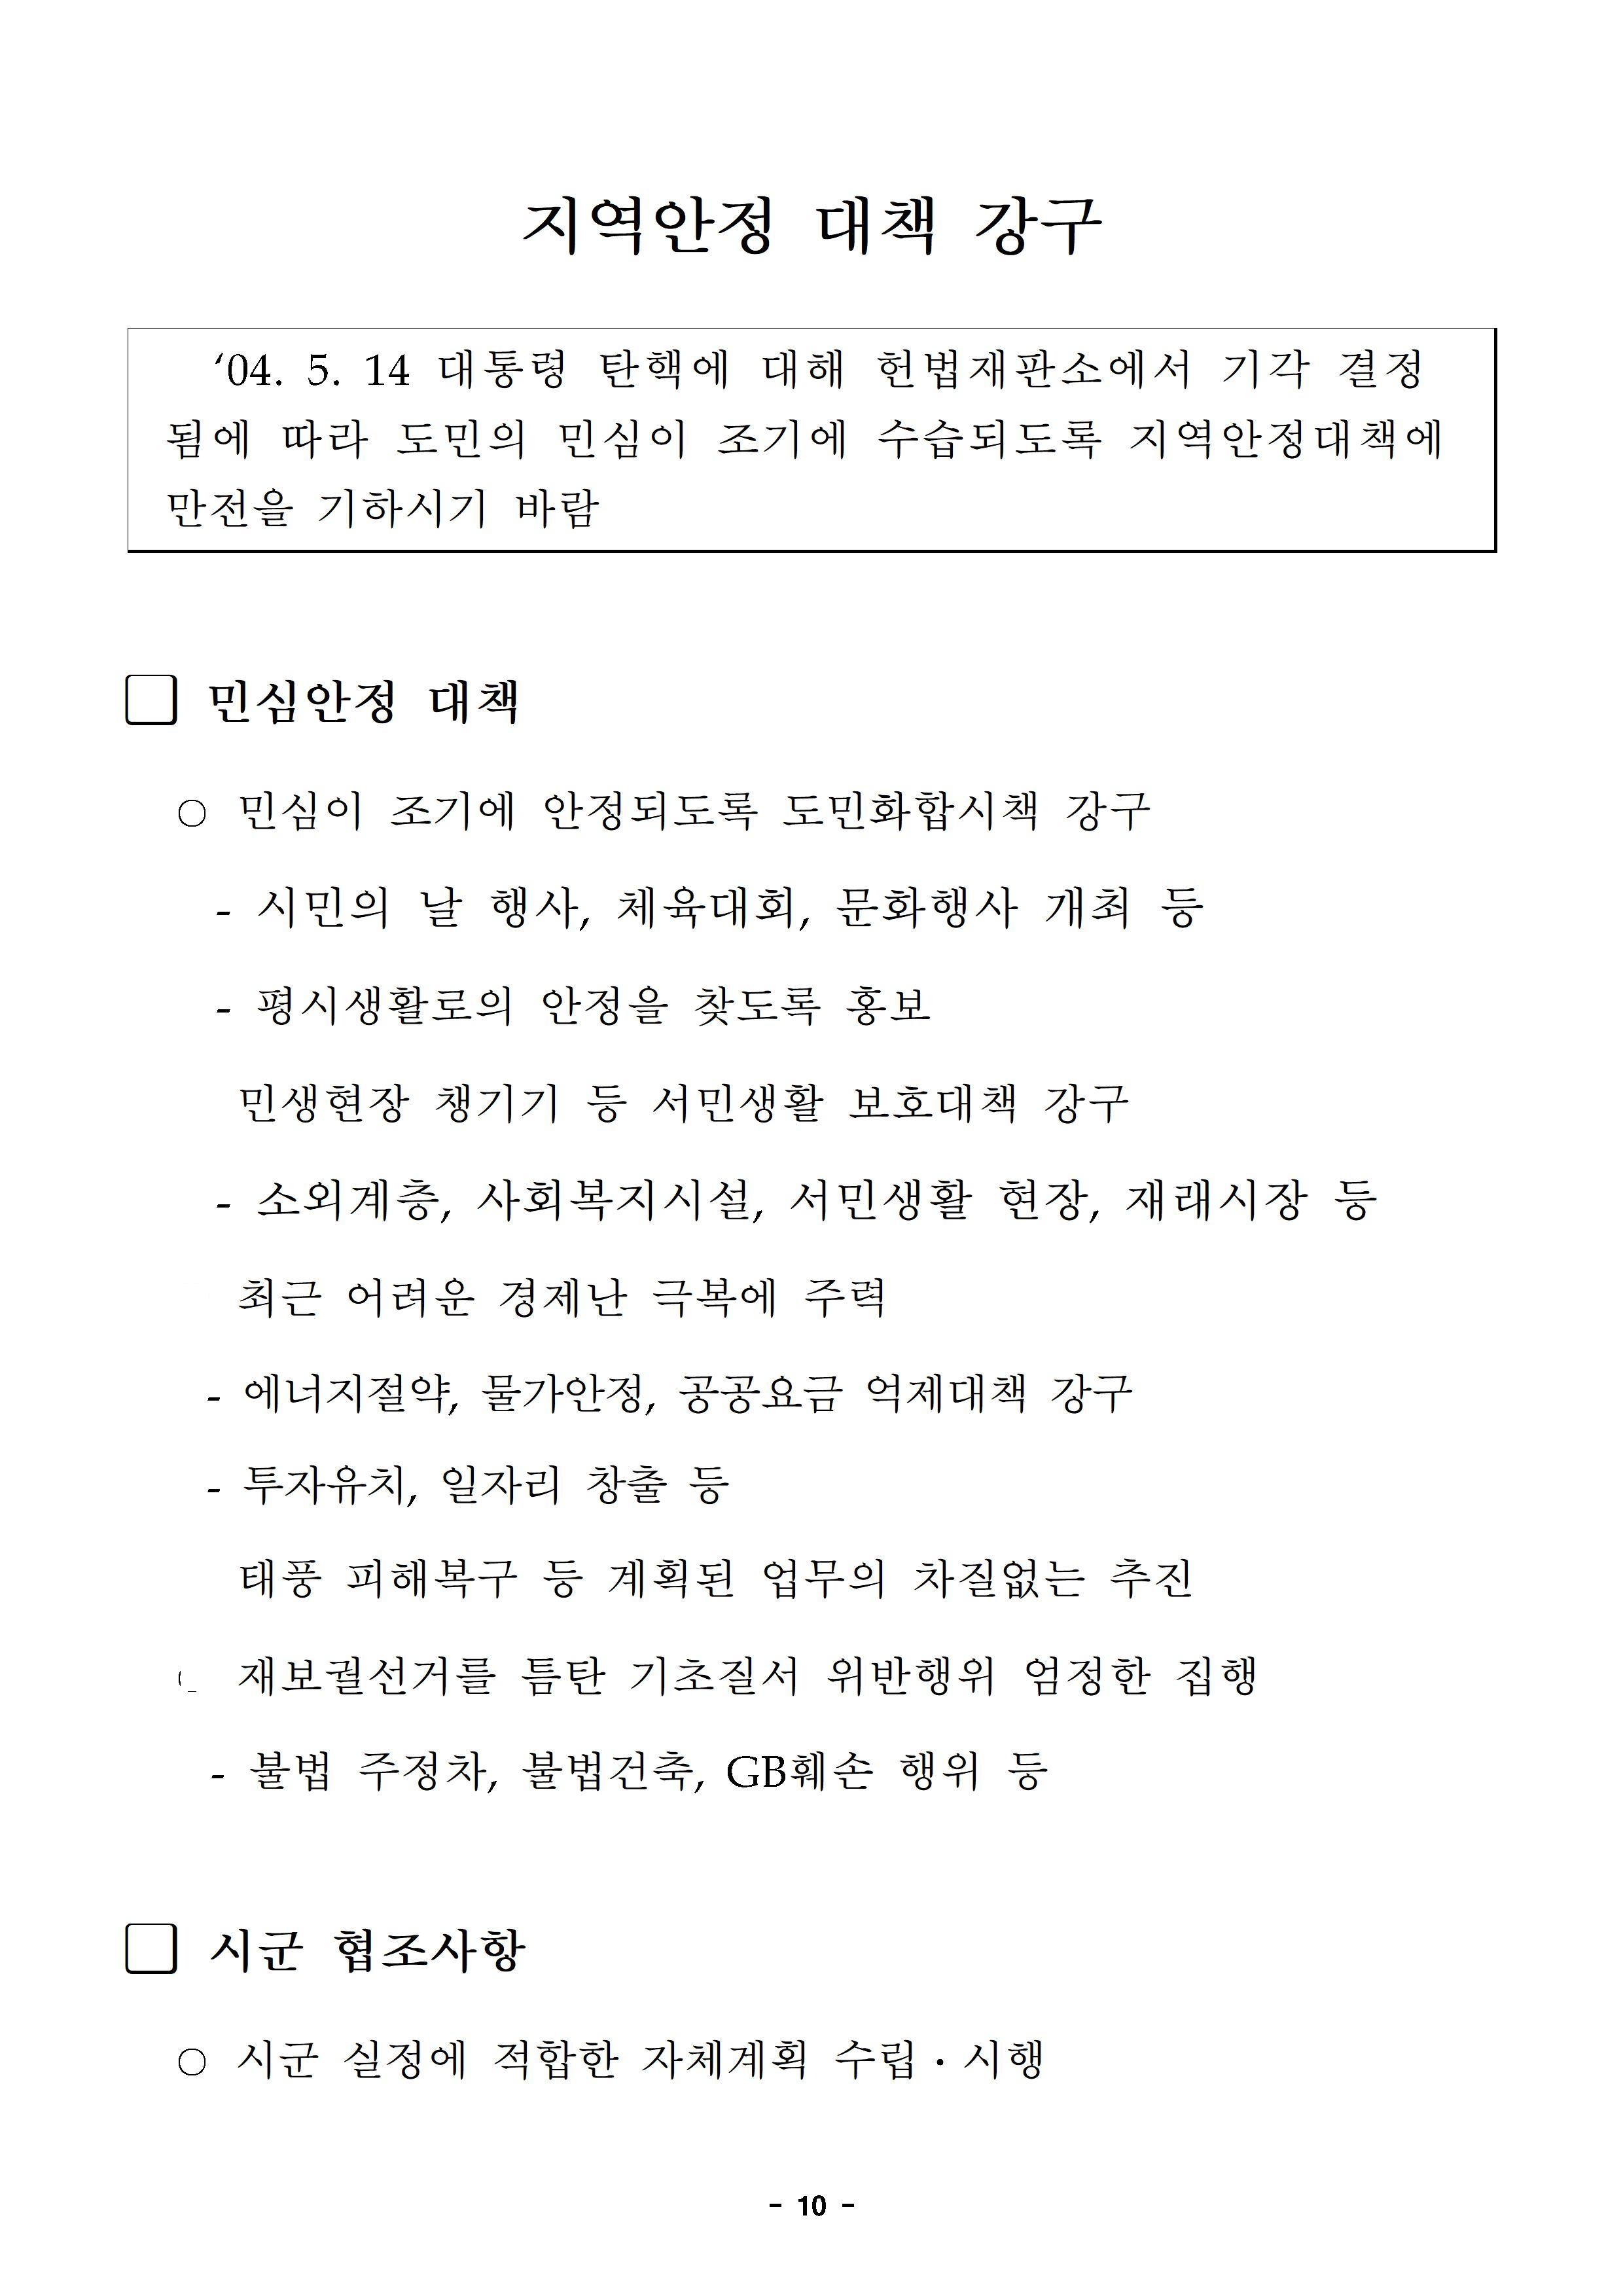 지역안정 대책 강구
‘04. 5. 14 대통령 탄핵에 대해 헌법재판소에서 기각 결정
됨에 따라 도민의 민심이 조기에 수습되도록 지역안정대책에
만전을 기하시기 바람
□ 민심안정 대책
○ 민심이 조기에 안정되도록 도민화합시책 강구
- 시민의 날 행사, 체육대회, 문화행사 개최 등
- 평시생활로의 안정을 찾도록 홍보
민생현장 챙기기 등 서민생활 보호대책 강구
- 소외계층, 사회복지시설, 서민생활 현장, 재래시장 등
최근 어려운 경제난 극복에 주력
- 에너지절약, 물가안정, 공공요금 억제대책 강구
- 투자유치, 일자리 창출 등
태풍 피해복구 등 계획된 업무의 차질없는 추진
재보궐선거를 틈탄 기초질서 위반행위 엄정한 집행
- 불법 주정차, 불법건축, GB훼손 행위 등
□ 시군 협조사항
○ 시군 실정에 적합한 자체계획 수립·시행
- 10 -